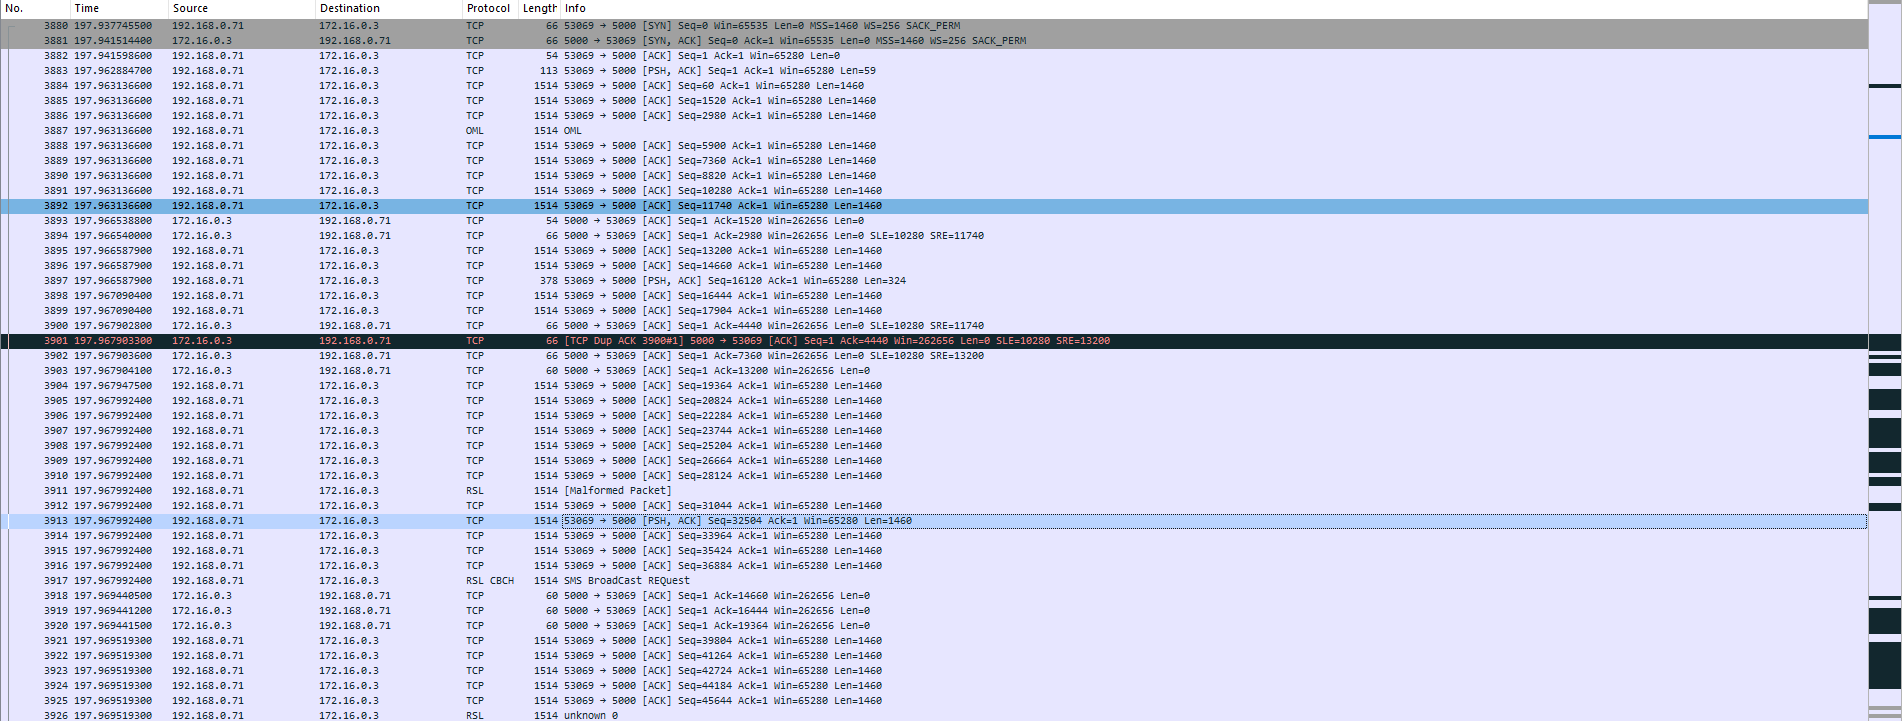 No. Time Source Destination Protocol Length Info
3880 197.937745500 192.168.0.71 172.16.0.3 TCP 66 53069 → 5000 [SYN] Seq=0 Win=65535 Len=0 MSS=1460 WS=256 SACK_PERM
3881 197.941514400 172.16.0.3 192.168.0.71 TCP 66 5000 → 53069 [SYN, ACK] Seq=0 Ack=1 Win=65535 Len=0 MSS=1460 WS=256 SACK_PERM
3882 197.941598600 192.168.0.71 172.16.0.3 TCP 54 53069 → 5000 [ACK] Seq=1 Ack=1 Win=65280 Len=0
3883 197.962884700 192.168.0.71 172.16.0.3 TCP 113 53069 → 5000 [PSH, ACK] Seq=1 Ack=1 Win=65280 Len=59
3884 197.963136600 192.168.0.71 172.16.0.3 TCP 1514 53069 → 5000 [ACK] Seq=60 Ack=1 Win=65280 Len=1460
3885 197.963136600 192.168.0.71 172.16.0.3 TCP 1514 53069 → 5000 [ACK] Seq=1520 Ack=1 Win=65280 Len=1460
3886 197.963136600 192.168.0.71 172.16.0.3 TCP 1514 53069 → 5000 [ACK] Seq=2980 Ack=1 Win=65280 Len=1460
3887 197.963136600 192.168.0.71 172.16.0.3 OML 1514 OML
3888 197.963136600 192.168.0.71 172.16.0.3 TCP 1514 53069 → 5000 [ACK] Seq=5900 Ack=1 Win=65280 Len=1460
3889 197.963136600 192.168.0.71 172.16.0.3 TCP 1514 53069 → 5000 [ACK] Seq=7360 Ack=1 Win=65280 Len=1460
3890 197.963136600 192.168.0.71 172.16.0.3 TCP 1514 53069 → 5000 [ACK] Seq=8820 Ack=1 Win=65280 Len=1460
3891 197.963136600 192.168.0.71 172.16.0.3 TCP 1514 53069 → 5000 [ACK] Seq=10280 Ack=1 Win=65280 Len=1460
3892 197.963136600 192.168.0.71 172.16.0.3 TCP 1514 53069 → 5000 [ACK] Seq=11740 Ack=1 Win=65280 Len=1460
3893 197.966538800 172.16.0.3 192.168.0.71 TCP 54 5000 → 53069 [ACK] Seq=1 Ack=1520 Win=262656 Len=0
3894 197.966540000 172.16.0.3 192.168.0.71 TCP 66 5000 → 53069 [ACK] Seq=1 Ack=2980 Win=262656 Len=0 SLE=10280 SRE=11740
3895 197.966587900 192.168.0.71 172.16.0.3 TCP 1514 53069 → 5000 [ACK] Seq=13200 Ack=1 Win=65280 Len=1460
3896 197.966587900 192.168.0.71 172.16.0.3 TCP 1514 53069 → 5000 [ACK] Seq=14660 Ack=1 Win=65280 Len=1460
3897 197.966587900 192.168.0.71 172.16.0.3 TCP 378 53069 → 5000 [PSH, ACK] Seq=16120 Ack=1 Win=65280 Len=324
3898 197.967090400 192.168.0.71 172.16.0.3 TCP 1514 53069 → 5000 [ACK] Seq=16444 Ack=1 Win=65280 Len=1460
3899 197.967090400 192.168.0.71 172.16.0.3 TCP 1514 53069 → 5000 [ACK] Seq=17904 Ack=1 Win=65280 Len=1460
3900 197.967902800 172.16.0.3 192.168.0.71 TCP 66 5000 → 53069 [ACK] Seq=1 Ack=4440 Win=262656 Len=0 SLE=10280 SRE=11740
3901 197.967903300 172.16.0.3 192.168.0.71 TCP 66 [TCP Dup ACK 3900#1] 5000 → 53069 [ACK] Seq=1 Ack=4440 Win=262656 Len=0 SLE=10280 SRE=13200
3902 197.967903600 172.16.0.3 192.168.0.71 TCP 66 5000 → 53069 [ACK] Seq=1 Ack=7360 Win=262656 Len=0 SLE=10280 SRE=13200
3903 197.967904100 172.16.0.3 192.168.0.71 TCP 60 5000 → 53069 [ACK] Seq=1 Ack=13200 Win=262656 Len=0
3904 197.967947500 192.168.0.71 172.16.0.3 TCP 1514 53069 → 5000 [ACK] Seq=19364 Ack=1 Win=65280 Len=1460
3905 197.967992400 192.168.0.71 172.16.0.3 TCP 1514 53069 → 5000 [ACK] Seq=20824 Ack=1 Win=65280 Len=1460
3906 197.967992400 192.168.0.71 172.16.0.3 TCP 1514 53069 → 5000 [ACK] Seq=22284 Ack=1 Win=65280 Len=1460
3907 197.967992400 192.168.0.71 172.16.0.3 TCP 1514 53069 → 5000 [ACK] Seq=23744 Ack=1 Win=65280 Len=1460
3908 197.967992400 192.168.0.71 172.16.0.3 TCP 1514 53069 → 5000 [ACK] Seq=25204 Ack=1 Win=65280 Len=1460
3909 197.967992400 192.168.0.71 172.16.0.3 TCP 1514 53069 → 5000 [ACK] Seq=26664 Ack=1 Win=65280 Len=1460
3910 197.967992400 192.168.0.71 172.16.0.3 TCP 1514 53069 → 5000 [ACK] Seq=28124 Ack=1 Win=65280 Len=1460
3911 197.967992400 192.168.0.71 172.16.0.3 RSL 1514 [Malformed Packet]
3912 197.967992400 192.168.0.71 172.16.0.3 TCP 1514 53069 → 5000 [ACK] Seq=31044 Ack=1 Win=65280 Len=1460
3913 197.967992400 192.168.0.71 172.16.0.3 TCP 1514 53069 → 5000 [PSH, ACK] Seq=32504 Ack=1 Win=65280 Len=1460
3914 197.967992400 192.168.0.71 172.16.0.3 TCP 1514 53069 → 5000 [ACK] Seq=33964 Ack=1 Win=65280 Len=1460
3915 197.967992400 192.168.0.71 172.16.0.3 TCP 1514 53069 → 5000 [ACK] Seq=35424 Ack=1 Win=65280 Len=1460
3916 197.967992400 192.168.0.71 172.16.0.3 TCP 1514 53069 → 5000 [ACK] Seq=36884 Ack=1 Win=65280 Len=1460
3917 197.967992400 192.168.0.71 172.16.0.3 RSL CBCH 1514 SMS BroadCast REQuest
3918 197.969440500 172.16.0.3 192.168.0.71 TCP 60 5000 → 53069 [ACK] Seq=1 Ack=14660 Win=262656 Len=0
3919 197.969441200 172.16.0.3 192.168.0.71 TCP 60 5000 → 53069 [ACK] Seq=1 Ack=16444 Win=262656 Len=0
3920 197.969441500 172.16.0.3 192.168.0.71 TCP 60 5000 → 53069 [ACK] Seq=1 Ack=19364 Win=262656 Len=0
3921 197.969519300 192.168.0.71 172.16.0.3 TCP 1514 53069 → 5000 [ACK] Seq=39804 Ack=1 Win=65280 Len=1460
3922 197.969519300 192.168.0.71 172.16.0.3 TCP 1514 53069 → 5000 [ACK] Seq=41264 Ack=1 Win=65280 Len=1460
3923 197.969519300 192.168.0.71 172.16.0.3 TCP 1514 53069 → 5000 [ACK] Seq=42724 Ack=1 Win=65280 Len=1460
3924 197.969519300 192.168.0.71 172.16.0.3 TCP 1514 53069 → 5000 [ACK] Seq=44184 Ack=1 Win=65280 Len=1460
3925 197.969519300 192.168.0.71 172.16.0.3 TCP 1514 53069 → 5000 [ACK] Seq=45644 Ack=1 Win=65280 Len=1460
3926 197.969519300 192.168.0.71 172.16.0.3 RSL 1514 unknown 0